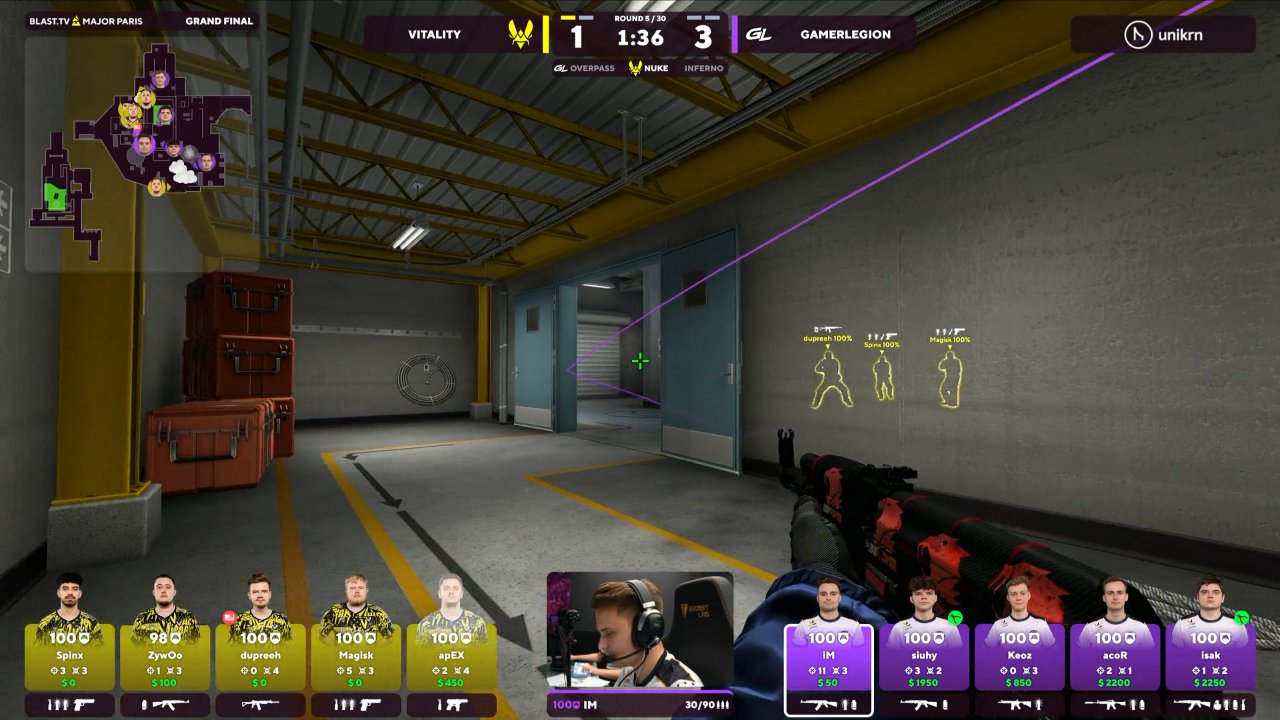 BLAST.TV MAJOR PARIS
GRAND FINAL
VITALITY
1
ROUND 5 / 30
1:36
3
GL
GAMERLEGION
GL OVERPASS
NUKE
INFERNO
unikrn
dupreeh 100%
Spinx 100%
Magisk 100%
SECRET
LAB
100
Spinx
3 3
$0
98
ZywOo
1 3
$100
100
dupreeh
0 4
$0
100
Magisk
5 3
$0
100
apEX
2 4
$450
100 IM
30/90
100
iM
11 3
$50
100
siuhy
3 2
$1950
100
Keoz
0 3
$850
100
acoR
2 1
$2200
100
isak
1 2
$2250